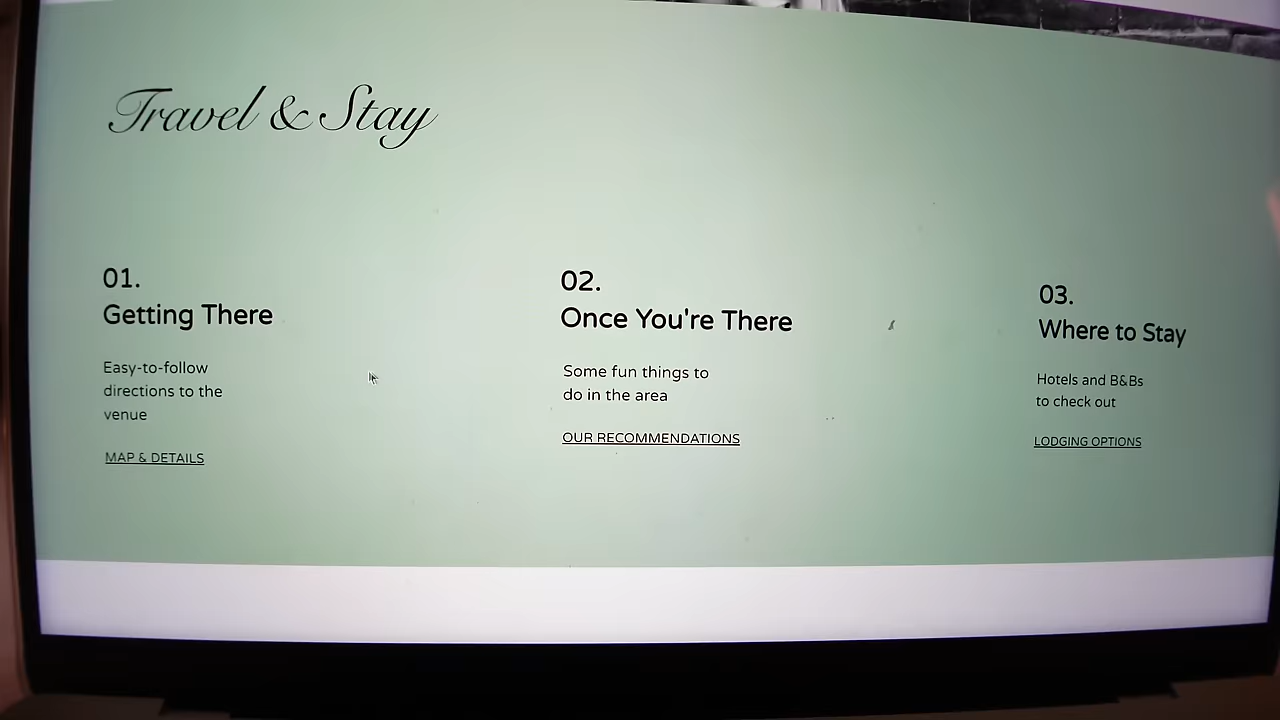 Travel & Stay
01.
Getting There
Easy-to-follow
directions to the
venue
MAP & DETAILS
02.
Once You're There
Some fun things to
do in the area
OUR RECOMMENDATIONS
03.
Where to Stay
Hotels and B&Bs
to check out
LODGING OPTIONS